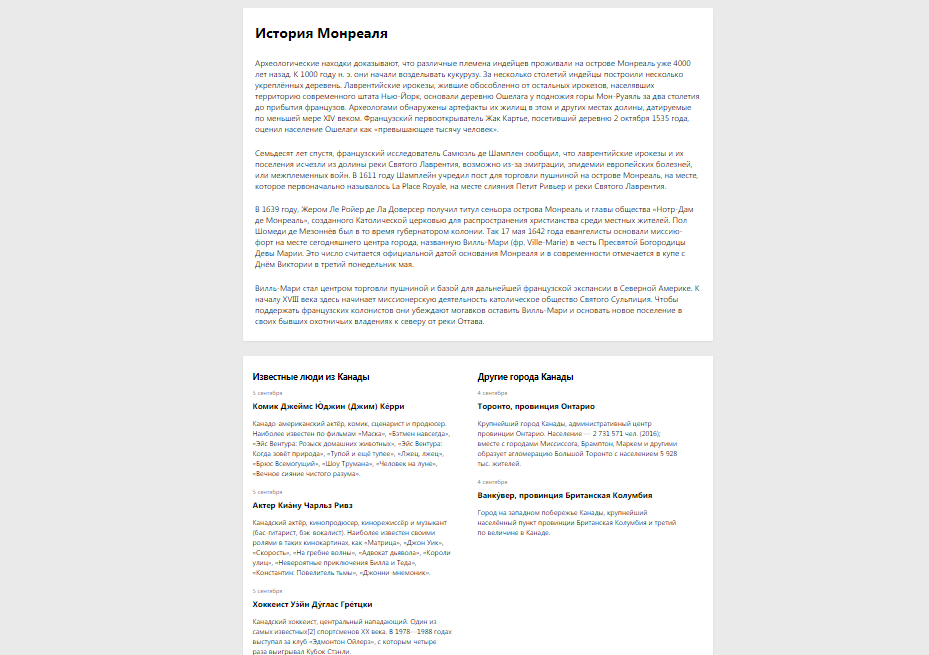 История Монреаля
Археологические находки доказывают, что различные племена индейцев проживали на острове Монреаль уже 4000
лет назад. К 1000 году н. э. они начали возделывать кукурузу. За несколько столетий индейцы построили несколько
укреплённых деревень. Лаврентийские ирокезы, жившие обособленно от остальных ирокезов, населявших
территорию современного штата Нью-Йорк, основали деревню Ошелага у подножия горы Мон-Руаяль за два столетия
до прибытия французов. Археологами обнаружены артефакты их жилищ в этом и других местах долины, датируемые
по меньшей мере XIV веком. Французский первооткрыватель Жак Картье, посетивший деревню 2 октября 1535 года,
оценил население Ошелаги как «превышающее тысячу человек».
Семьдесят лет спустя, французский исследователь Самюэль де Шамплен сообщил, что лаврентийские ирокезы и их
поселения исчезли из долины реки Святого Лаврентия, возможно из-за эмиграции, эпидемии европейских болезней,
или межплеменных войн. В 1611 году Шамплейн учредил пост для торговли пушниной на острове Монреаль, на месте,
которое первоначально называлось La Place Royale, на месте слияния Петит Ривьер и реки Святого Лаврентия.
В 1639 году, Жером Ле Ройер де Ла Доверсер получил титул сеньора острова Монреаль и главы общества «Нотр-Дам
де Монреаль», созданного Католической церковью для распространения христианства среди местных жителей. Пол
Шомеди де Мезоннёв был в то время губернатором колонии. Так 17 мая 1642 года евангелисты основали миссию-
форт на месте сегодняшнего центра города, названную Вилль-Мари (фр. Ville-Marie) в честь Пресвятой Богородицы
Девы Марии. Это число считается официальной датой основания Монреаля и в современности отмечается в купе с
Днём Виктории в третий понедельник мая.
Вилль-Мари стал центром торговли пушниной и базой для дальнейшей французской экспансии в Северной Америке. К
началу XVIII века здесь начинает миссионерскую деятельность католическое общество Святого Сульпиция. Чтобы
поддержать французских колонистов они убеждают могавков оставить Вилль-Мари и основать новое поселение в
своих бывших охотничьих владениях к северу от реки Оттава.
Известные люди из Канады
5 сентября
Комик Джеймс Ю́джин (Джим) Ке́рри
Канадо-американский актёр, комик, сценарист и продюсер.
Наиболее известен по фильмам «Маска», «Бэтмен навсегда»,
«Эйс Вентура: Розыск домашних животных», «Эйс Вентура:
Когда зовёт природа», «Тупой и ещё тупее», «Лжец, лжец»,
«Брюс Всемогущий», «Шоу Трумана», «Человек на луне»,
«Вечное сияние чистого разума».
5 сентября
Актер Киа́ну Чарльз Ривз
Канадский актёр, кинопродюсер, кинорежиссёр и музыкант
(бас-гитарист, бэк-вокалист). Наиболее известен своими
ролями в таких кинокартинах, как «Матрица», «Джон Уик»,
«Скорость», «На гребне волны», «Адвокат дьявола», «Короли
улиц», «Невероятные приключения Билла и Теда»,
«Константин: Повелитель тьмы», «Джонни-мнемоник».
5 сентября
Хоккеист Уэ́йн Ду́глас Гре́тцки
Канадский хоккеист, центральный нападающий. Один из
самых известных[2] спортсменов XX века. В 1978—1988 годах
выступал за клуб «Эдмонтон Ойлерз», с которым четыре
раза выигрывал Кубок Стэнли.
Другие города Канады
4 сентября
Торонто, провинция Онтарио
Крупнейший город Канады, административный центр
провинции Онтарио. Население — 2 731 571 чел. (2016);
вместе с городами Миссиссога, Брамптон, Маркем и другими
образует агломерацию Большой Торонто с населением 5 928
тыс. жителей.
4 сентября
Ванку́вер, провинция Британская Колумбия
Город на западном побережье Канады, крупнейший
населённый пункт провинции Британская Колумбия и третий
по величине в Канаде.